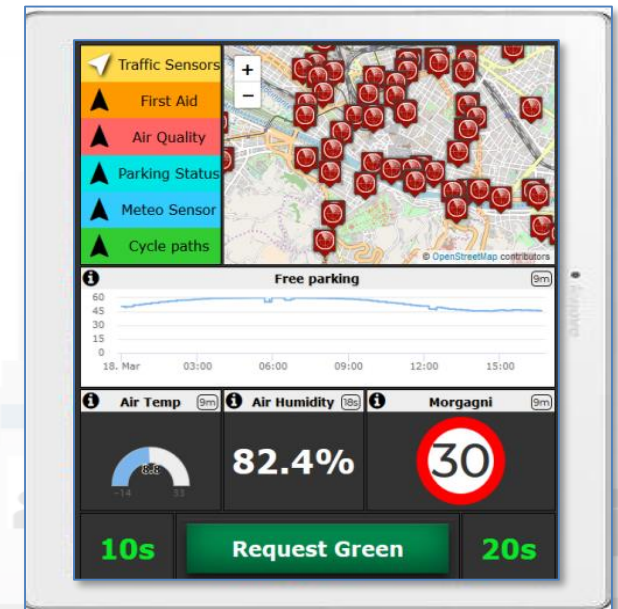 Traffic Sensors
First Aid
Air Quality
Parking Status
Meteo Sensor
Cycle paths
+
−
© OpenStreetMap contributors
Free parking
9m
60
45
30
15
0
18. Mar 03:00 06:00 09:00 12:00 15:00
Air Temp 9m
8.8
-14 33
Air Humidity 18s
82.4%
Morgagni 9m
30
10s
Request Green
20s